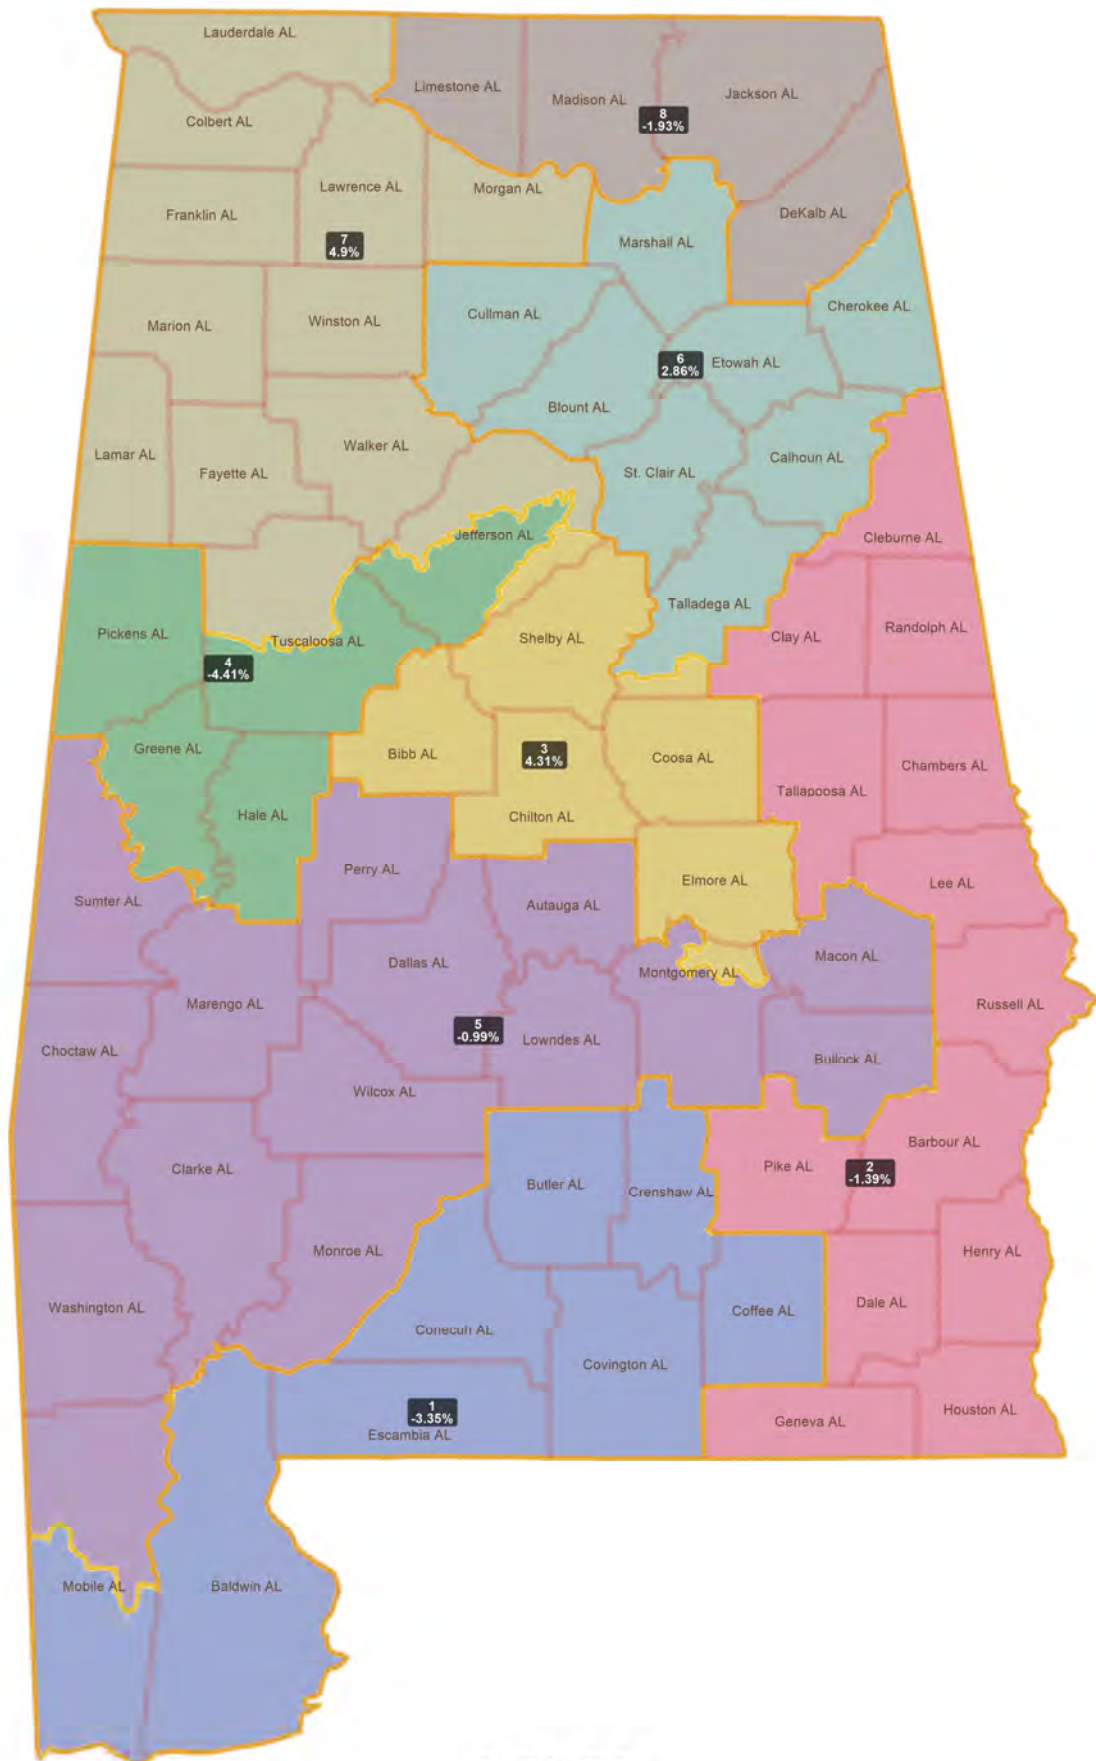 Lauderdale AL
Limestone AL
Madison AL
Jackson AL
8
-1.93%
Colbert AL
Lawrence AL
Morgan AL
Franklin AL
DeKalb AL
7
4.9%
Marshall AL
Cherokee AL
Cullman AL
Marion AL
Winston AL
6
2.86%
Etowah AL
Blount AL
Walker AL
Lamar AL
Fayette AL
St. Clair AL
Calhoun AL
Jefferson AL
Cleburne AL
Talladega AL
Pickens AL
Tuscaloosa AL
Shelby AL
Clay AL
Randolph AL
4
-4.41%
Greene AL
Bibb AL
3
4.31%
Coosa AL
Chambers AL
Tallapoosa AL
Hale AL
Chilton AL
Perry AL
Elmore AL
Lee AL
Sumter AL
Autauga AL
Dallas AL
Montgomery AL
Macon AL
Marengo AL
Russell AL
Choctaw AL
5
-0.99%
Lowndes AL
Bullock AL
Wilcox AL
Barbour AL
Clarke AL
Butler AL
Crenshaw AL
Pike AL
2
-1.39%
Monroe AL
Henry AL
Washington AL
Conecuh AL
Coffee AL
Dale AL
Covington AL
1
-3.35%
Escambia AL
Geneva AL
Houston AL
Mobile AL
Baldwin AL